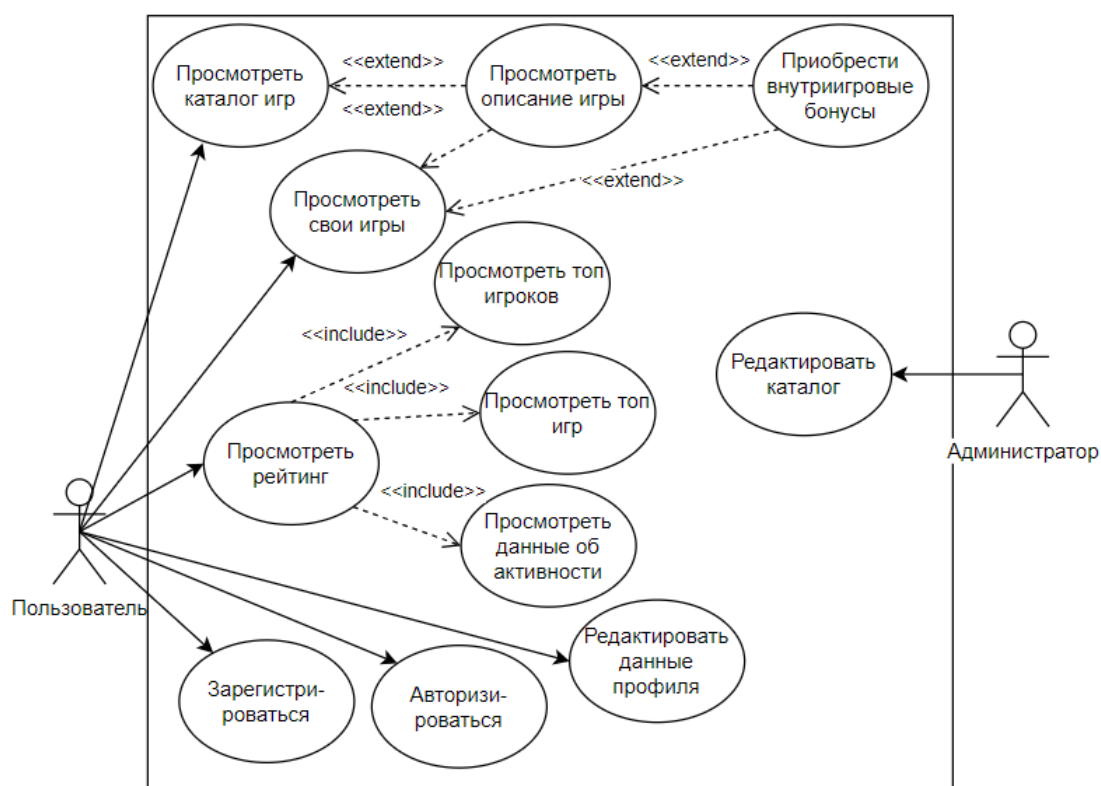 Просмотреть
каталог игр
<<extend>>
<<extend>>
Просмотреть
описание игры
<<extend>>
Приобрести
внутриигровые
бонусы
<<extend>>
Просмотреть
свои игры
Просмотреть топ
игроков
<<include>>
<<include>>
Просмотреть топ
игр
Редактировать
каталог
Администратор
Просмотреть
рейтинг
<<include>>
Просмотреть
данные об
активности
Пользователь
Редактировать
данные
профиля
Зарегистри-
роваться
Авторизи-
роваться